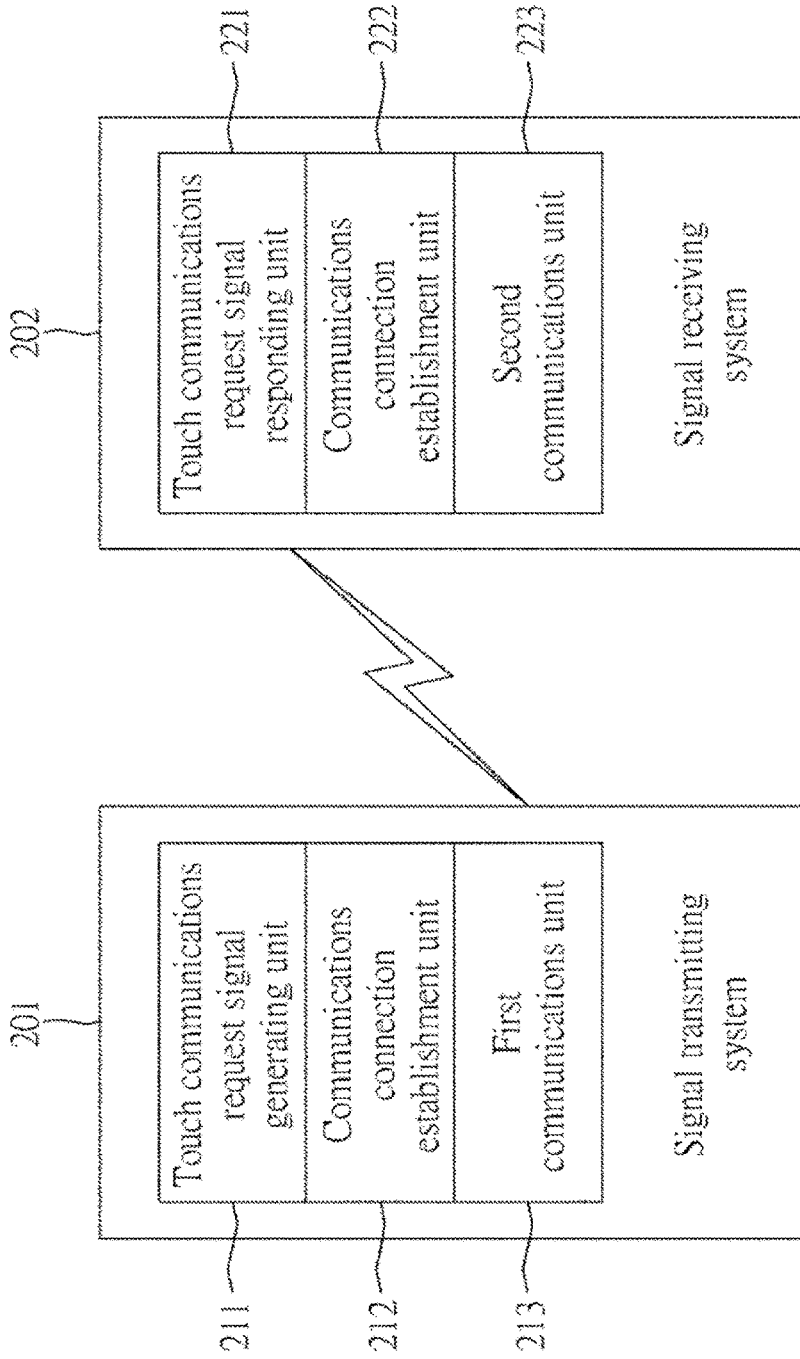 201
Touch communications
request signal
generating unit
Communications
connection
establishment unit
First
communications unit
Signal transmitting
system
211
212
213
202
Touch communications
request signal
responding unit
Communications
connection
establishment unit
Second
communications unit
Signal receiving
system
221
222
223